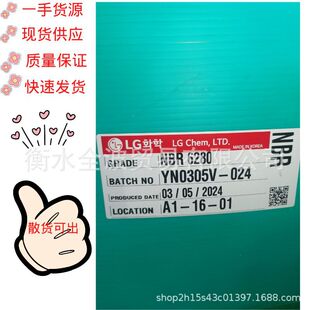 一手货源
现货供应
质量保证
快速发货
LG화학 LG Chem, LTD.
MADE IN KOREA
NBR
GRADE NBR 6280
BATCH NO YN0305V-024
PRODUCED DATE 03 / 05 / 2024
LOCATION A1-16-01
散货可出
shop2h15s43c01397.1688.com